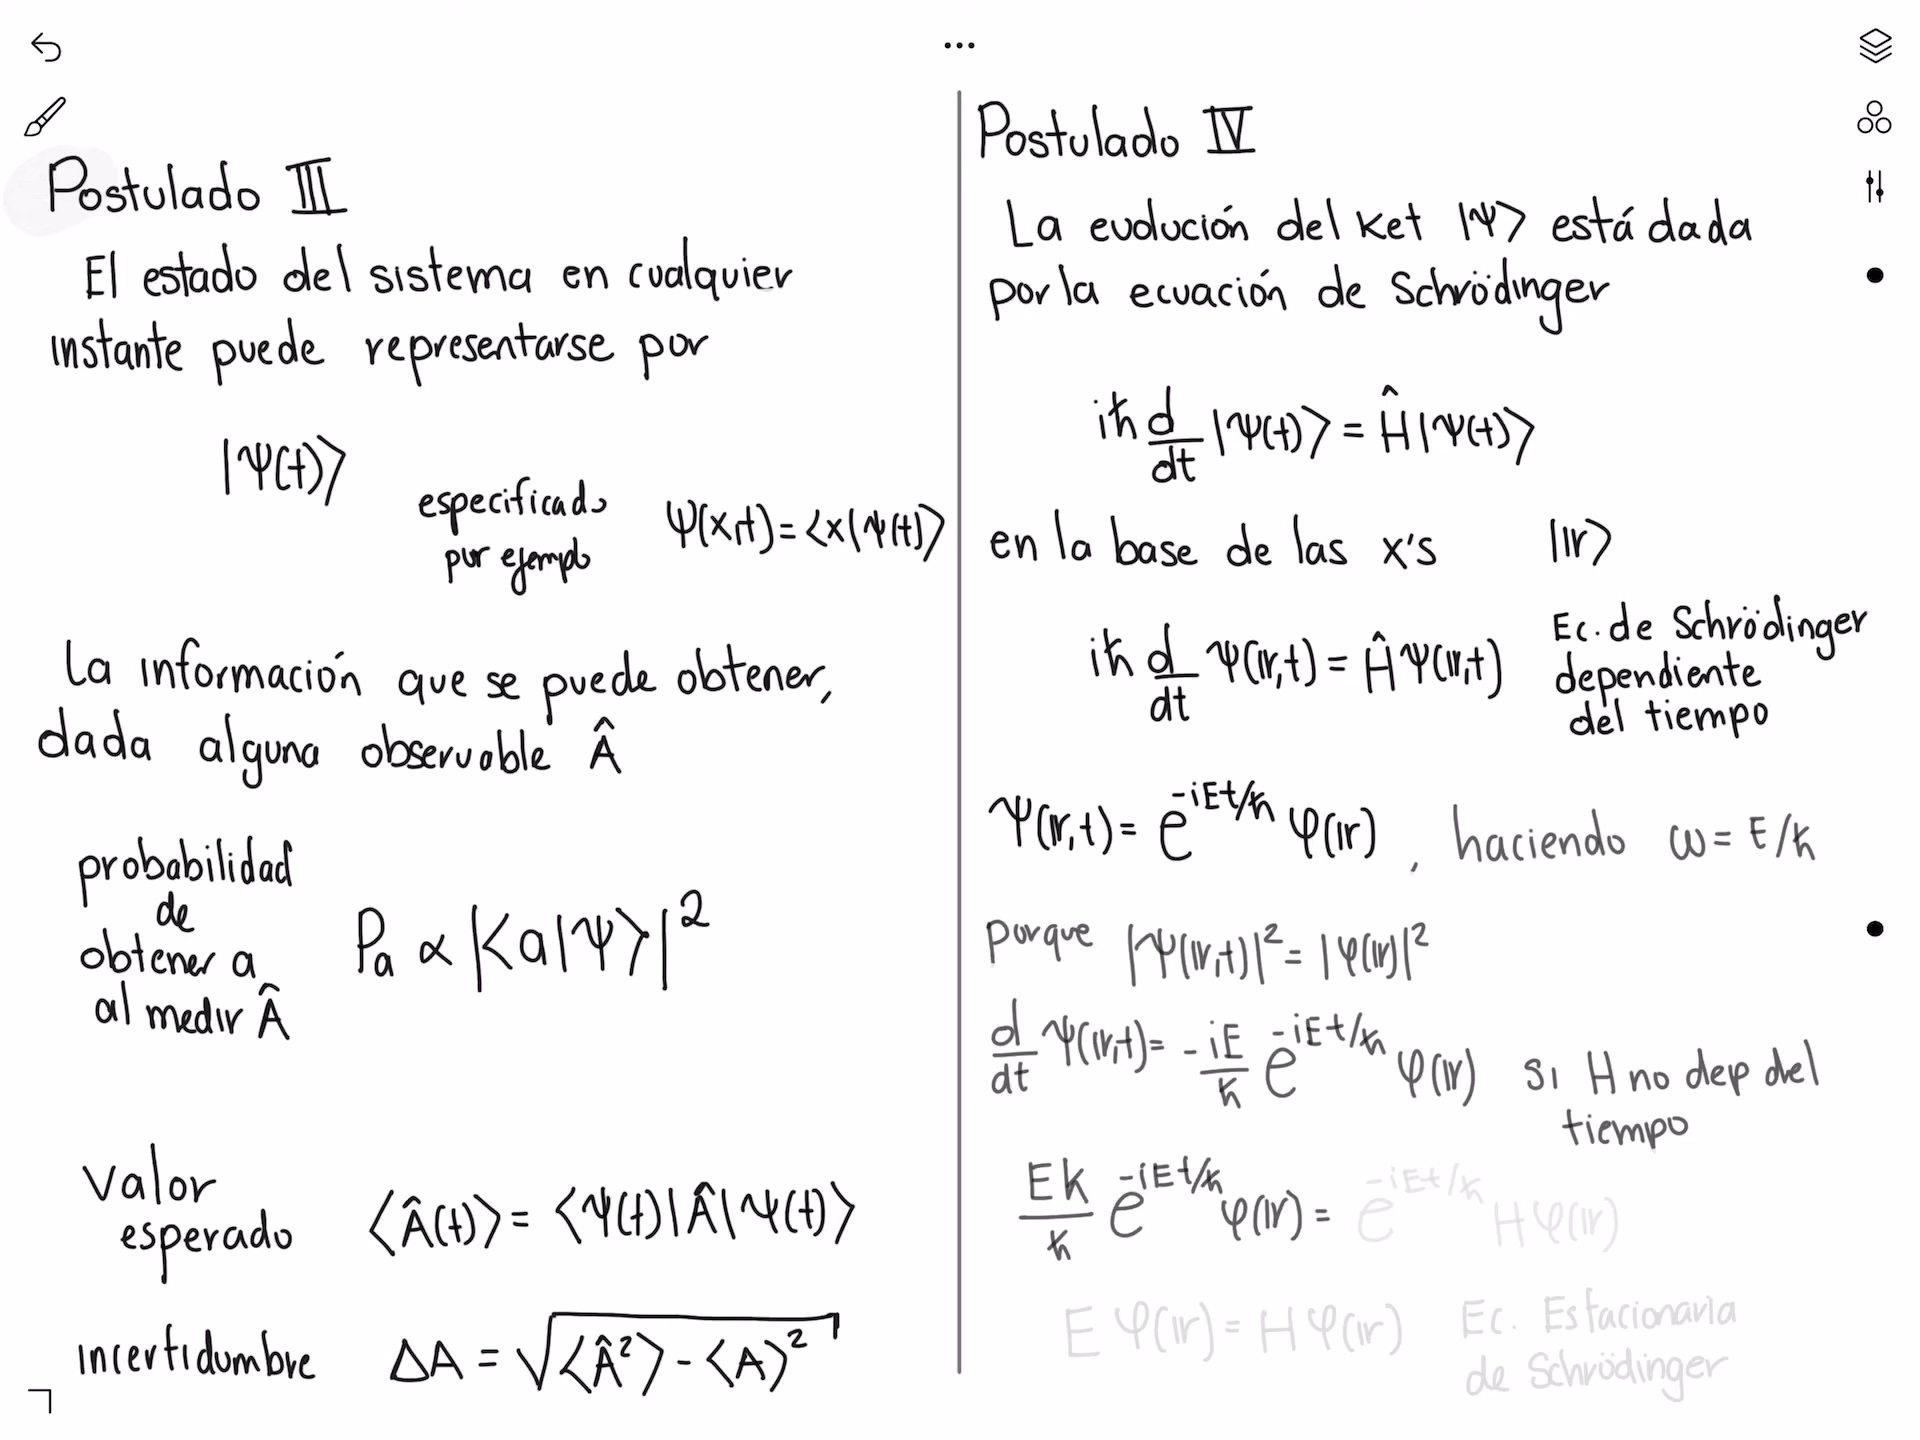 Postulado III
El estado del sistema en cualquier
instante puede representarse por
|Ψ(t)⟩
especificado
por ejemplo
Ψ(x,t)=⟨x|Ψ(t)⟩
La información que se puede obtener,
dada alguna observable Â
probabilidad
de
obtener a
al medir Â
Pa ∝ |⟨a|Ψ⟩|²
Valor
esperado
⟨Â(t)⟩= ⟨Ψ(t)|Â|Ψ(t)⟩
incertidumbre ΔA = √⟨²⟩-⟨A⟩²
Postulado IV
La evolución del ket |Ψ⟩ está dada
por la ecuación de Schrödinger
iħ d/dt |Ψ(t)⟩ = Ĥ|Ψ(t)⟩
en la base de las x's |𝕣⟩
iħ d/dt Ψ(𝕣,t) = ĤΨ(𝕣,t)
Ec. de Schrödinger
dependiente
del tiempo
Ψ(𝕣,t)= e^-iEt/ħ φ(𝕣) , haciendo ω= E/ħ
porque |Ψ(𝕣,t)|²= |φ(𝕣)|²
d/dt Ψ(𝕣,t)= -iE/ħ e^-iEt/ħ φ(𝕣) si H no dep del
tiempo
Eħ/ħ e^-iEt/ħ φ(𝕣)= e^-iEt/ħ Hφ(𝕣)
E φ(𝕣)= H φ(𝕣) Ec. Estacionaria
de Schrödinger